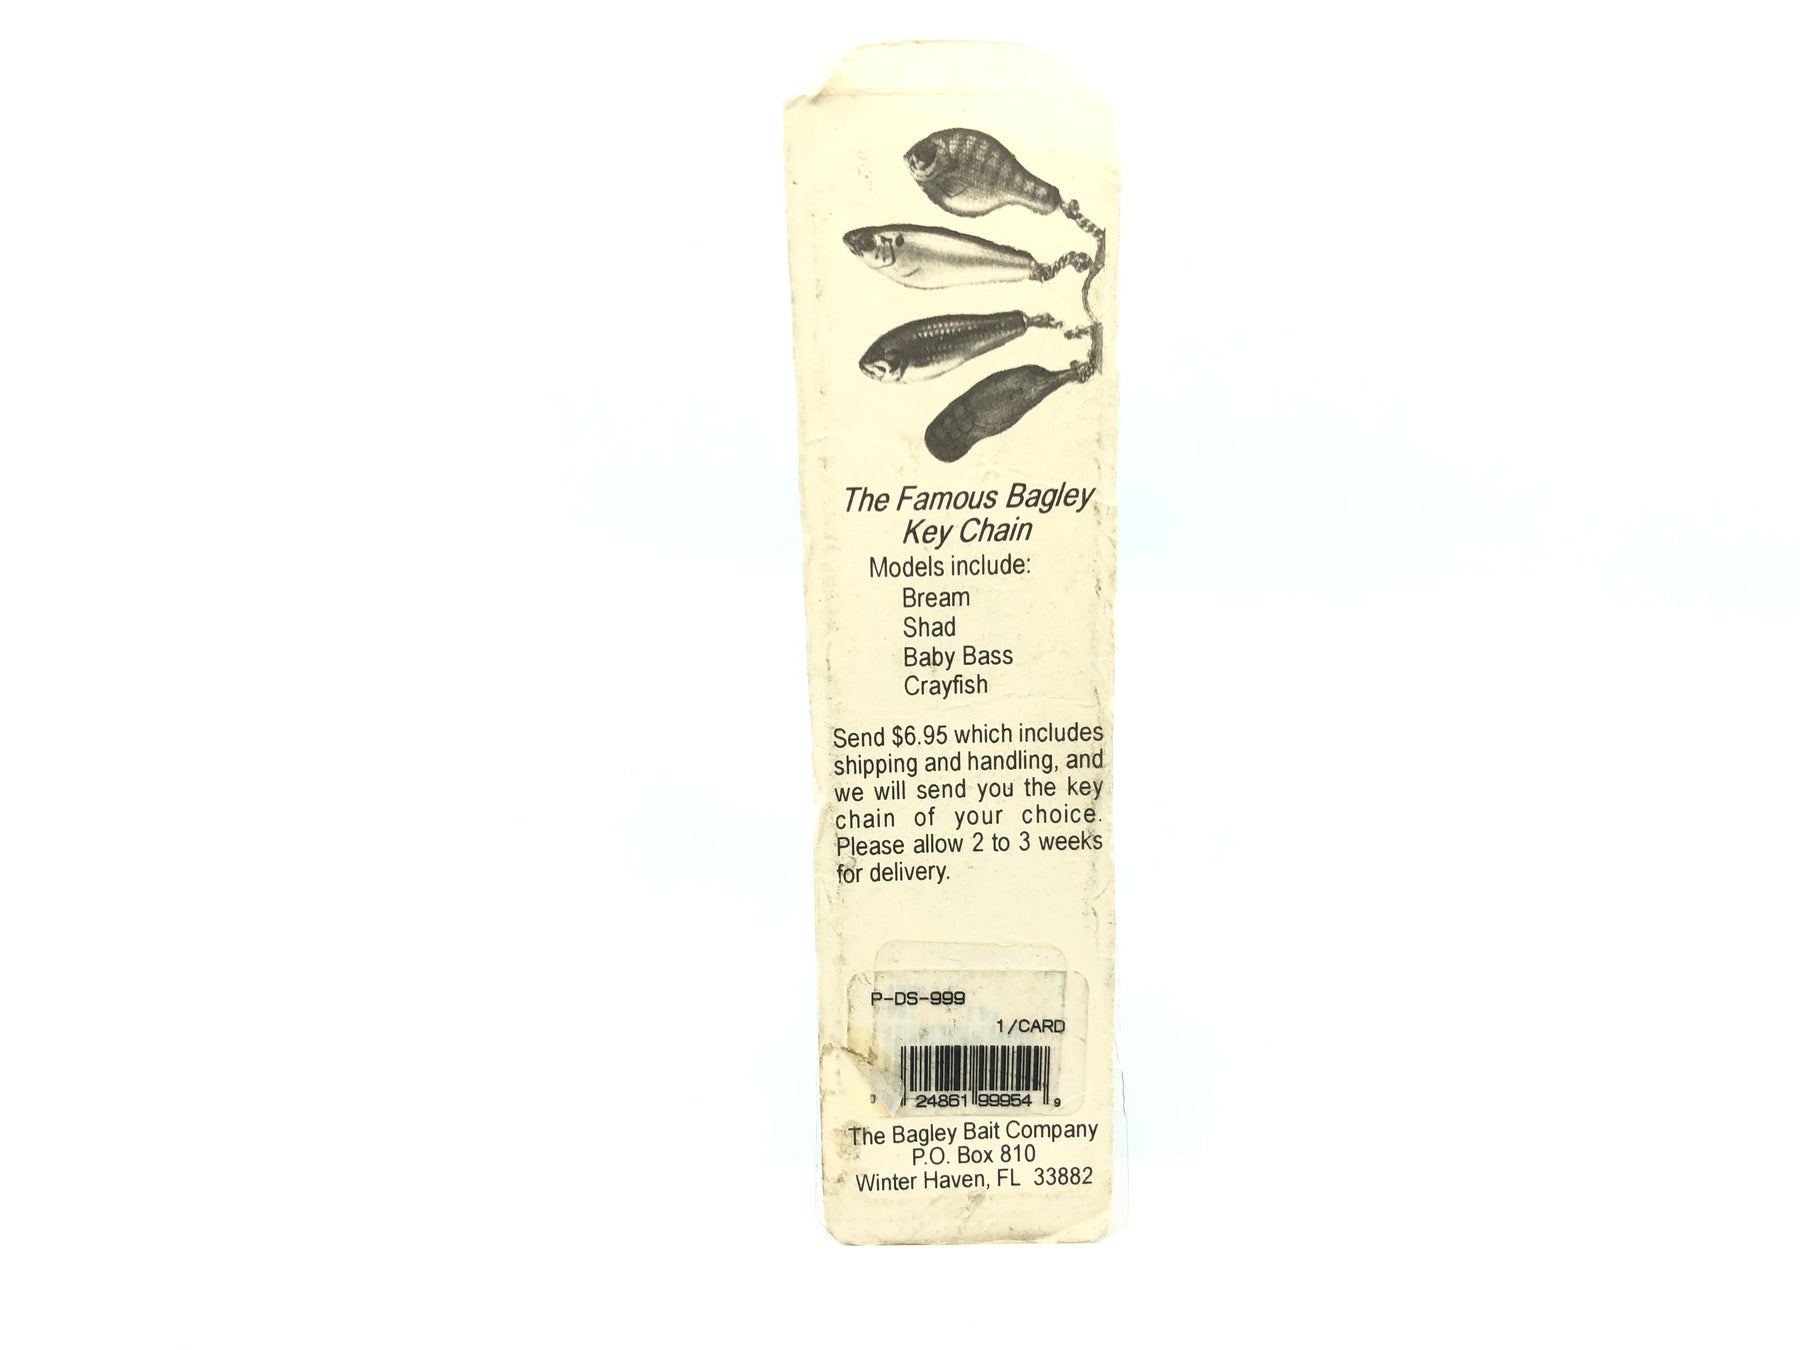 The Famous Bagley
Key Chain
Models include:
Bream
Shad
Baby Bass
Crayfish
Send $6.95 which includes
shipping and handling, and
we will send you the key
chain of your choice.
Please allow 2 to 3 weeks
for delivery.
P-DS-999
1/CARD
0 24861 99954 9
The Bagley Bait Company
P.O. Box 810
Winter Haven, FL 33882